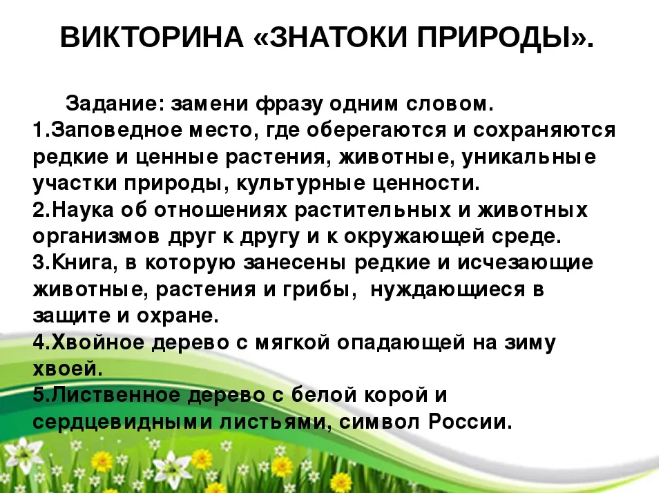 ВИКТОРИНА «ЗНАТОКИ ПРИРОДЫ».
Задание: замени фразу одним словом.
1.Заповедное место, где оберегаются и сохраняются
редкие и ценные растения, животные, уникальные
участки природы, культурные ценности.
2.Наука об отношениях растительных и животных
организмов друг к другу и к окружающей среде.
3.Книга, в которую занесены редкие и исчезающие
животные, растения и грибы, нуждающиеся в
защите и охране.
4.Хвойное дерево с мягкой опадающей на зиму
хвоей.
5.Лиственное дерево с белой корой и
сердцевидными листьями, символ России.